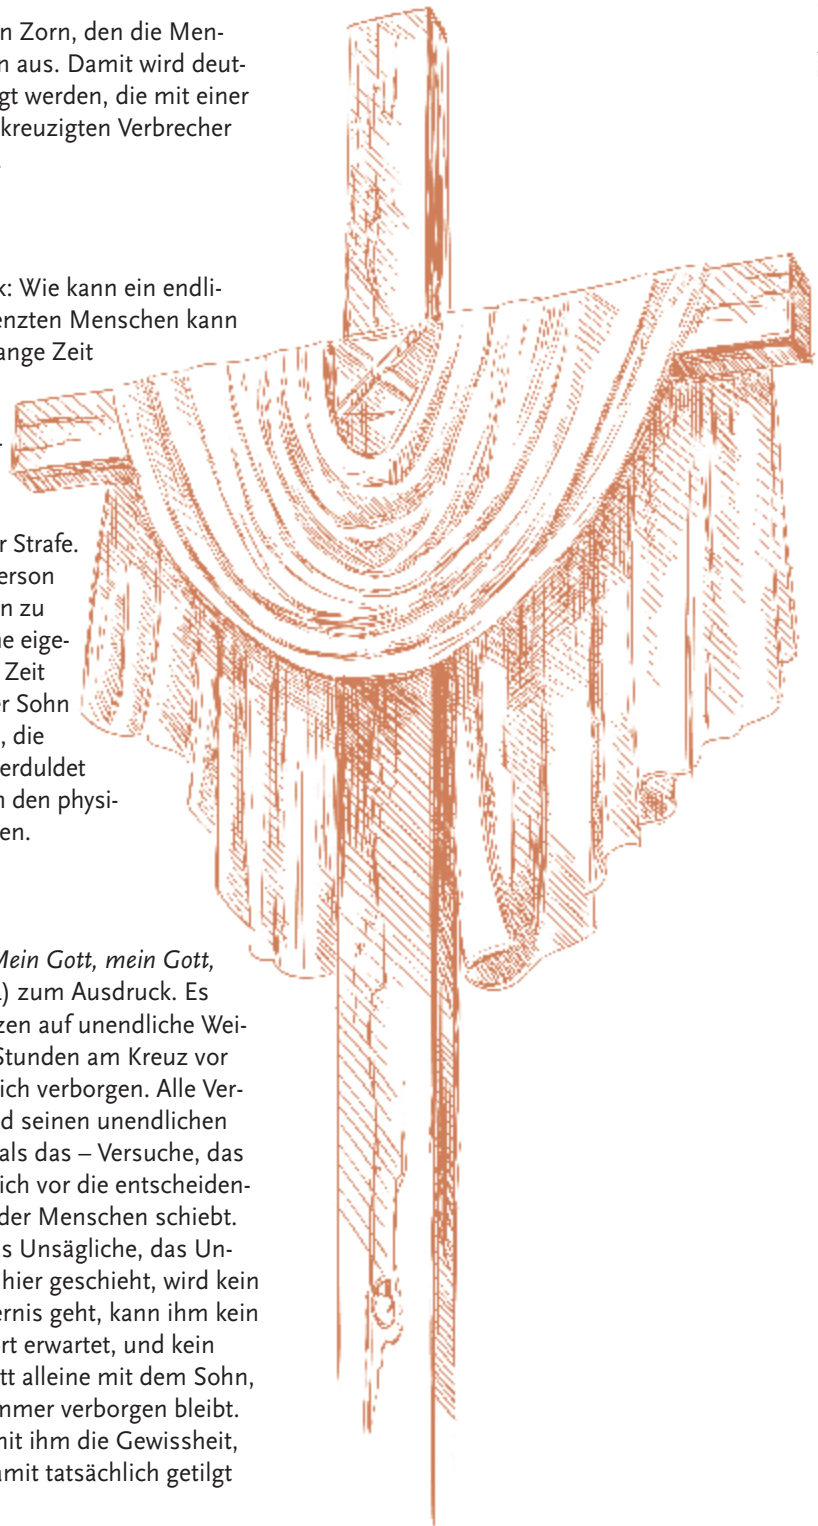 n Zorn, den die Men-
n aus. Damit wird deut-
gt werden, die mit einer
kreuzigten Verbrecher
k: Wie kann ein endli-
enzten Menschen kann
ange Zeit
r Strafe.
erson
n zu
ne eige-
Zeit
er Sohn
, die
erduldet
n den physi-
en.
Mein Gott, mein Gott,
) zum Ausdruck. Es
zen auf unendliche Wei-
Stunden am Kreuz vor
ich verborgen. Alle Ver-
d seinen unendlichen
als das – Versuche, das
ich vor die entscheiden-
der Menschen schiebt.
s Unsägliche, das Un-
hier geschieht, wird kein
ernis geht, kann ihm kein
rt erwartet, und kein
tt alleine mit dem Sohn,
mmer verborgen bleibt.
mit ihm die Gewissheit,
amit tatsächlich getilgt